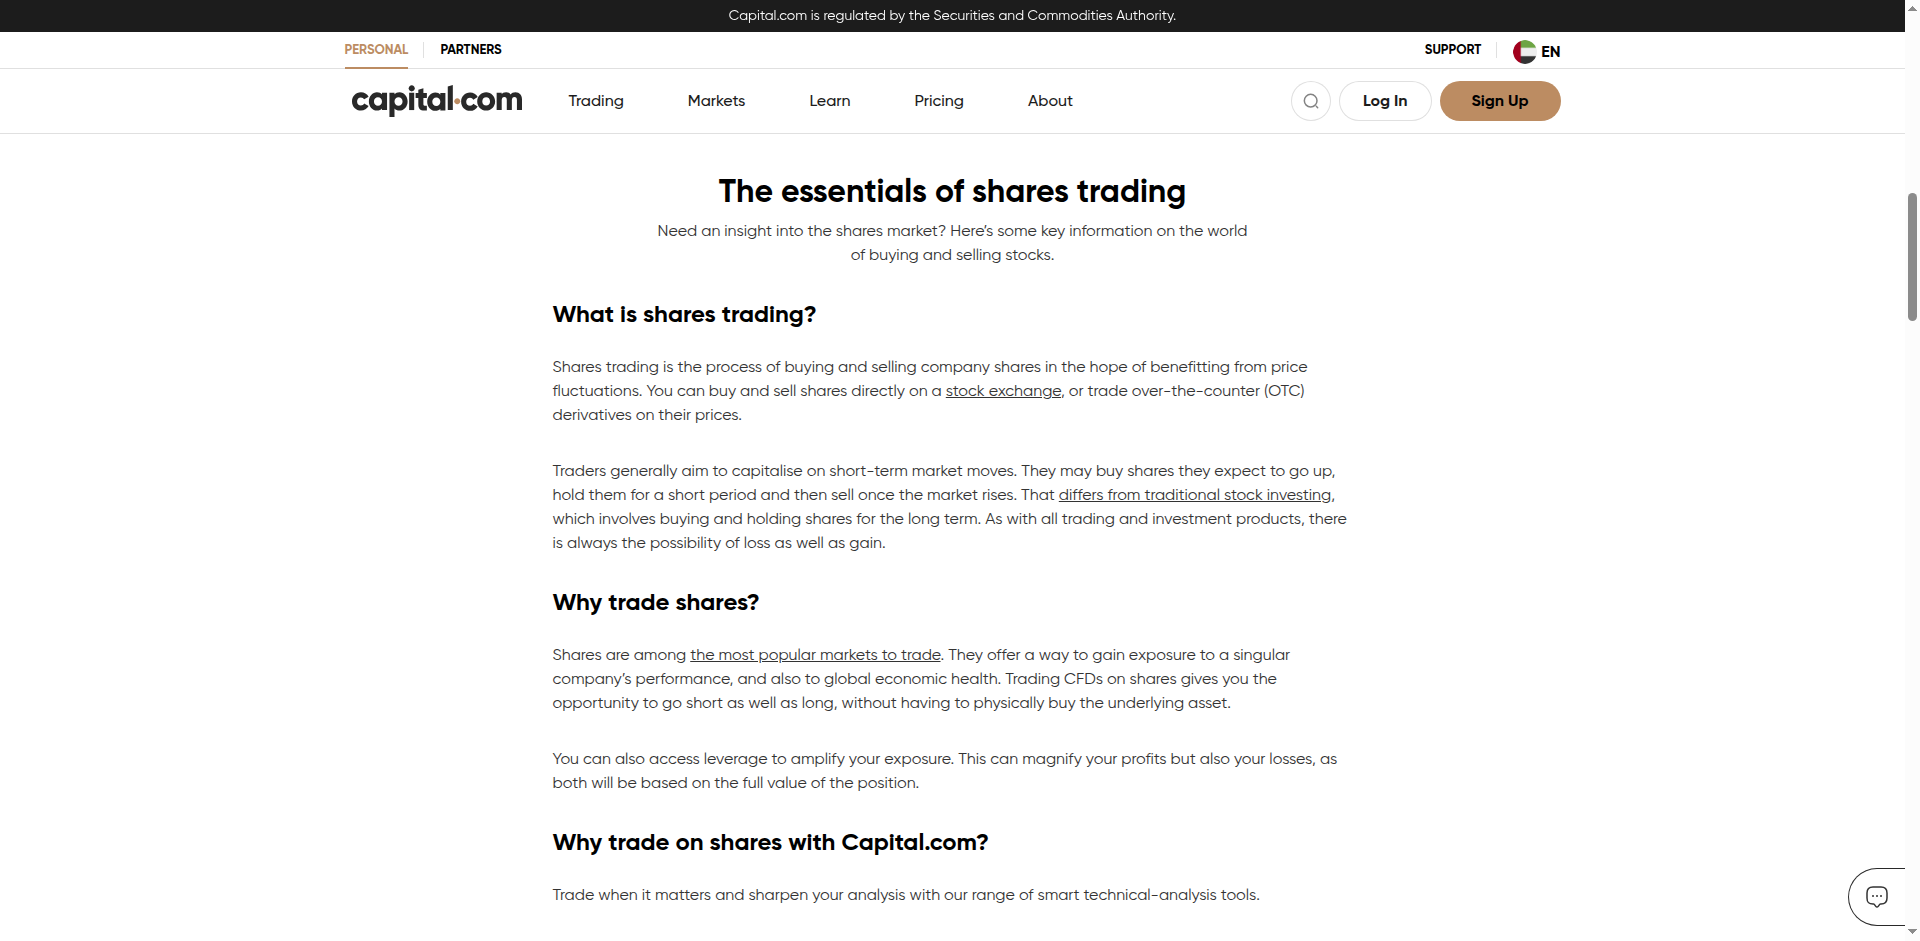 Capital.com is regulated by the Securities and Commodities Authority.
PERSONAL PARTNERS SUPPORT EN
capital.com Trading Markets Learn Pricing About Log In Sign Up
The essentials of shares trading
Need an insight into the shares market? Here’s some key information on the world
of buying and selling stocks.
What is shares trading?
Shares trading is the process of buying and selling company shares in the hope of benefitting from price
fluctuations. You can buy and sell shares directly on a stock exchange, or trade over-the-counter (OTC)
derivatives on their prices.
Traders generally aim to capitalise on short-term market moves. They may buy shares they expect to go up,
hold them for a short period and then sell once the market rises. That differs from traditional stock investing,
which involves buying and holding shares for the long term. As with all trading and investment products, there
is always the possibility of loss as well as gain.
Why trade shares?
Shares are among the most popular markets to trade. They offer a way to gain exposure to a singular
company’s performance, and also to global economic health. Trading CFDs on shares gives you the
opportunity to go short as well as long, without having to physically buy the underlying asset.
You can also access leverage to amplify your exposure. This can magnify your profits but also your losses, as
both will be based on the full value of the position.
Why trade on shares with Capital.com?
Trade when it matters and sharpen your analysis with our range of smart technical-analysis tools.